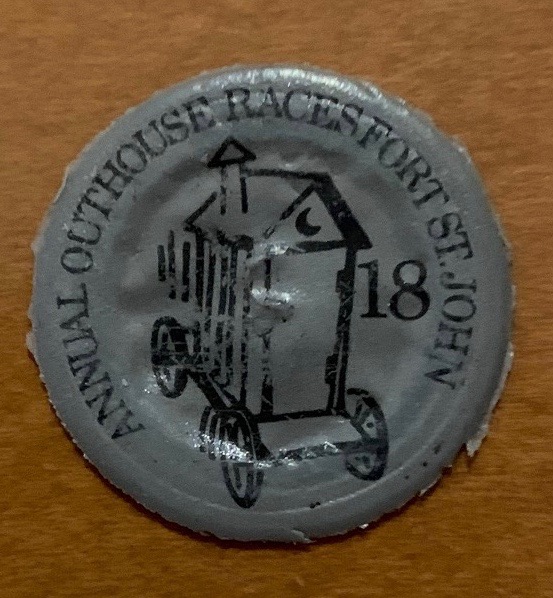 ANNUAL OUTHOUSE RACES FORT ST. JOHN
18